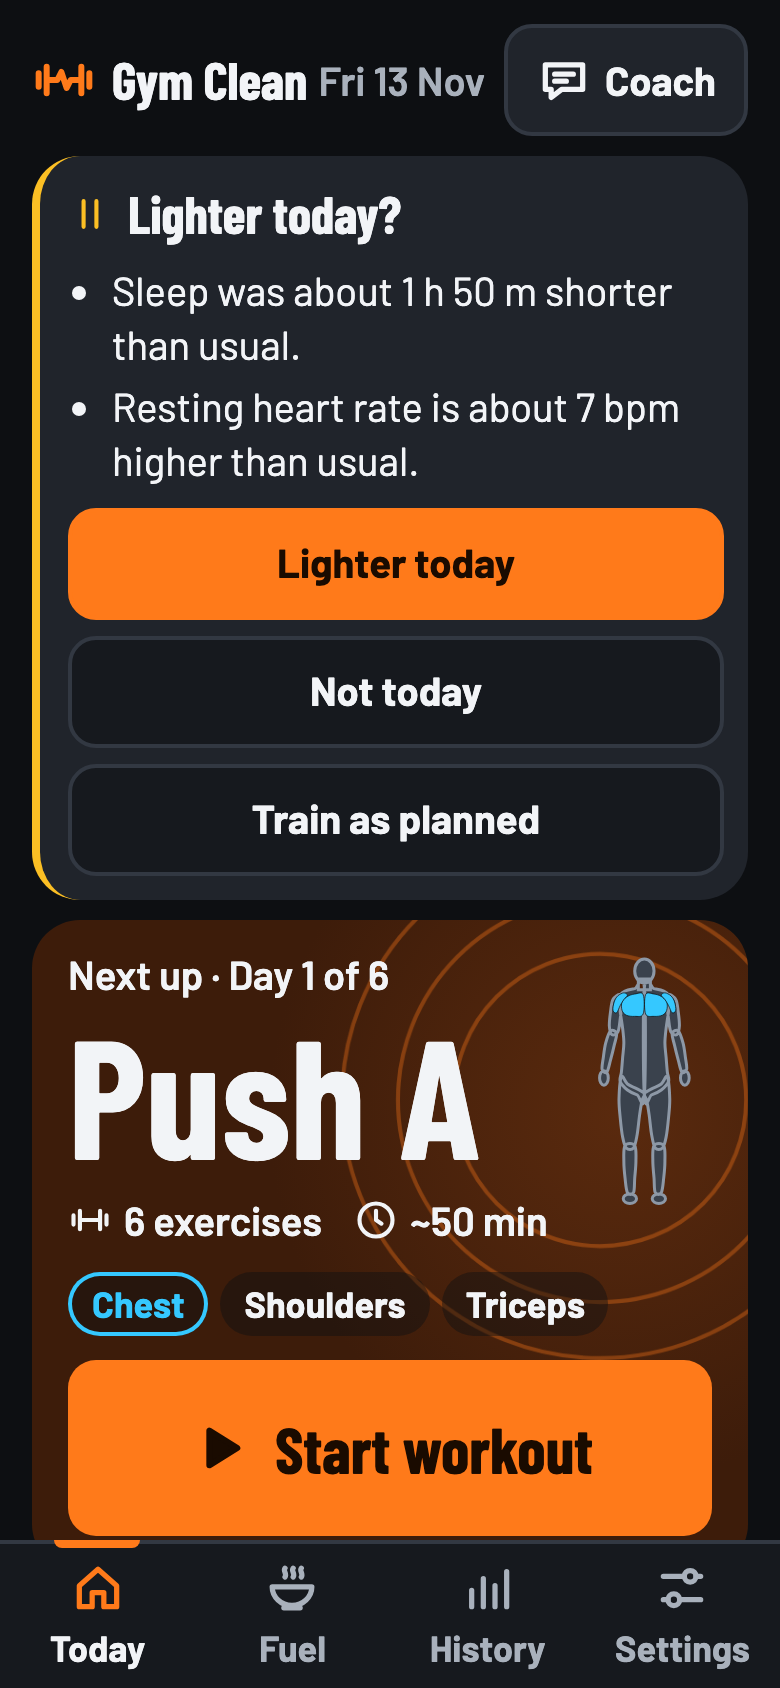 Gym Clean Fri 13 Nov
Coach
Lighter today?
• Sleep was about 1 h 50 m shorter
than usual.
• Resting heart rate is about 7 bpm
higher than usual.
Lighter today
Not today
Train as planned
Next up · Day 1 of 6
Push A
6 exercises ~50 min
Chest Shoulders Triceps
Start workout
Today Fuel History Settings